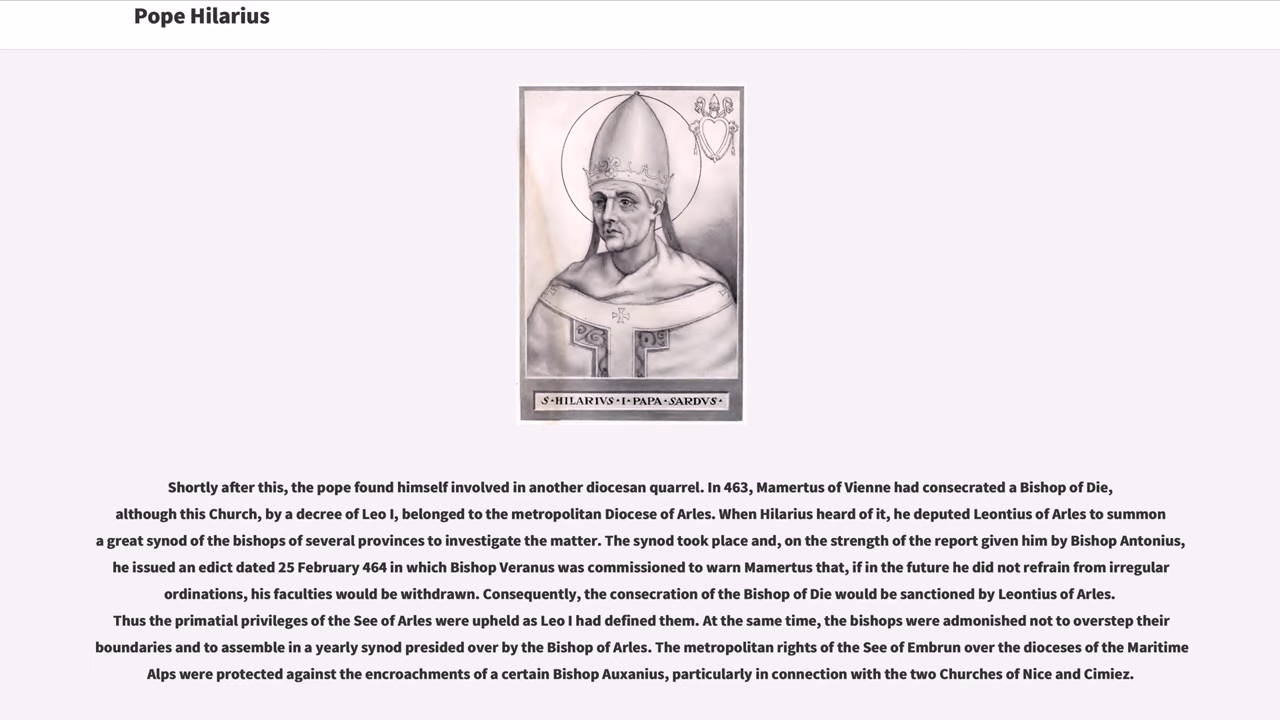 Pope Hilarius
S·HILARIVS·I·PAPA·SARDVS·
Shortly after this, the pope found himself involved in another diocesan quarrel. In 463, Mamertus of Vienne had consecrated a Bishop of Die,
although this Church, by a decree of Leo I, belonged to the metropolitan Diocese of Arles. When Hilarius heard of it, he deputed Leontius of Arles to summon
a great synod of the bishops of several provinces to investigate the matter. The synod took place and, on the strength of the report given him by Bishop Antonius,
he issued an edict dated 25 February 464 in which Bishop Veranus was commissioned to warn Mamertus that, if in the future he did not refrain from irregular
ordinations, his faculties would be withdrawn. Consequently, the consecration of the Bishop of Die would be sanctioned by Leontius of Arles.
Thus the primatial privileges of the See of Arles were upheld as Leo I had defined them. At the same time, the bishops were admonished not to overstep their
boundaries and to assemble in a yearly synod presided over by the Bishop of Arles. The metropolitan rights of the See of Embrun over the dioceses of the Maritime
Alps were protected against the encroachments of a certain Bishop Auxanius, particularly in connection with the two Churches of Nice and Cimiez.